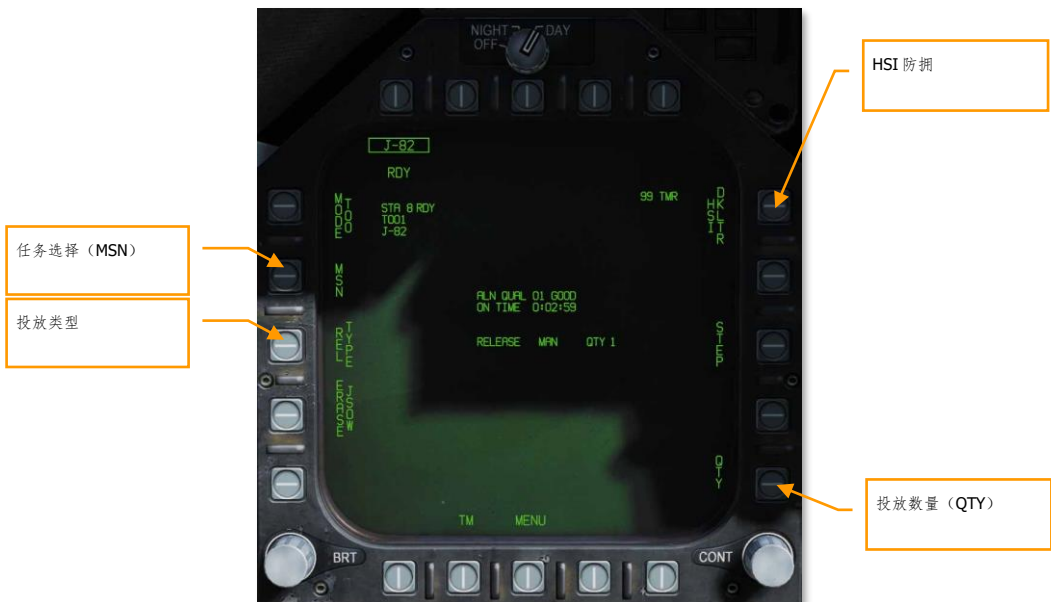 NIGHT
DAY
OFF
HSI 防拥
J-82
RDY
99 TMR
MODE
TOO
STA 8 RDY
TOO1
J-82
HSI
DKLTR
任务选择（MSN）
MSN
ALN QUAL 01 GOOD
ON TIME 0:02:59
投放类型
REL
TYPE
RELEASE MAN QTY 1
STEP
ERASE
JSOW
QTY
投放数量（QTY）
TM MENU
BRT
CONT